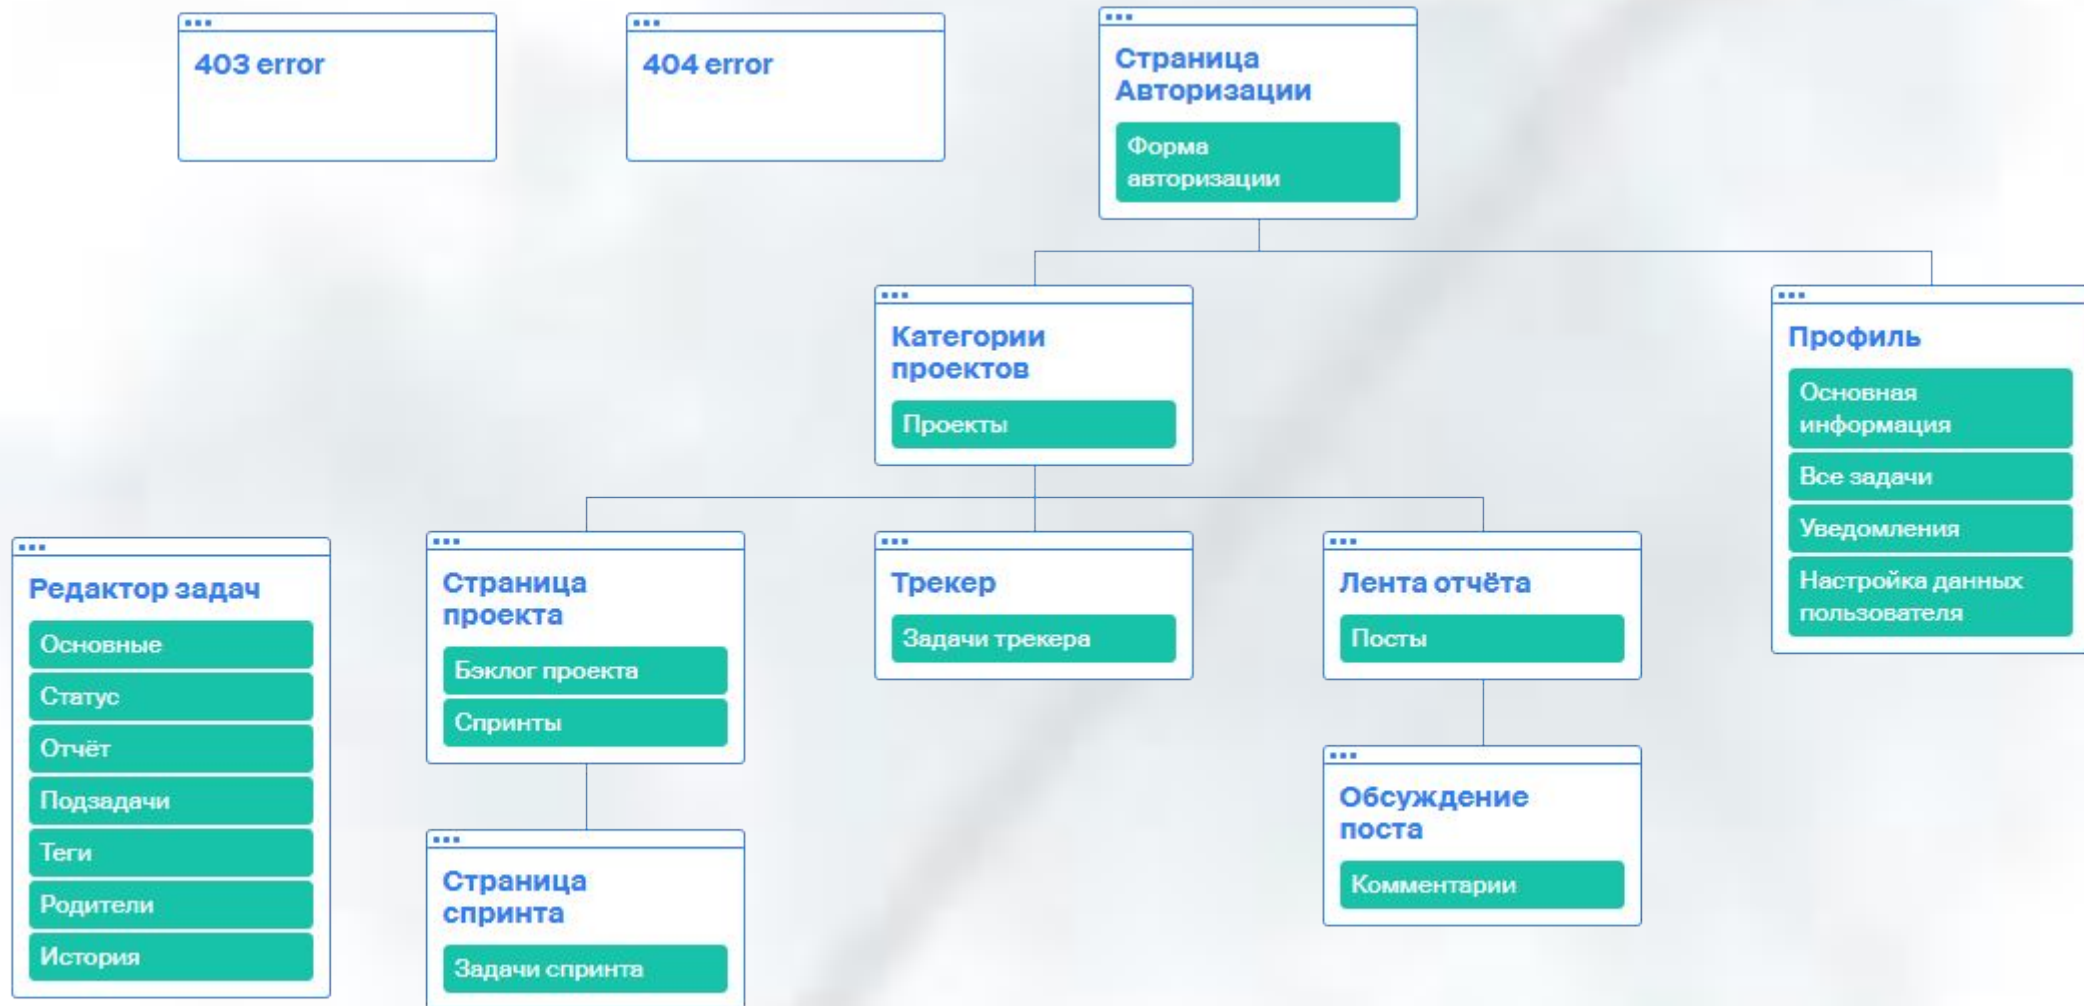 403 error
404 error
Страница
Авторизации
Форма
авторизации
Категории
проектов
Проекты
Профиль
Основная
информация
Все задачи
Уведомления
Настройка данных
пользователя
Редактор задач
Основные
Статус
Отчёт
Подзадачи
Теги
Родители
История
Страница
проекта
Бэклог проекта
Спринты
Страница
спринта
Задачи спринта
Трекер
Задачи трекера
Лента отчёта
Посты
Обсуждение
поста
Комментарии